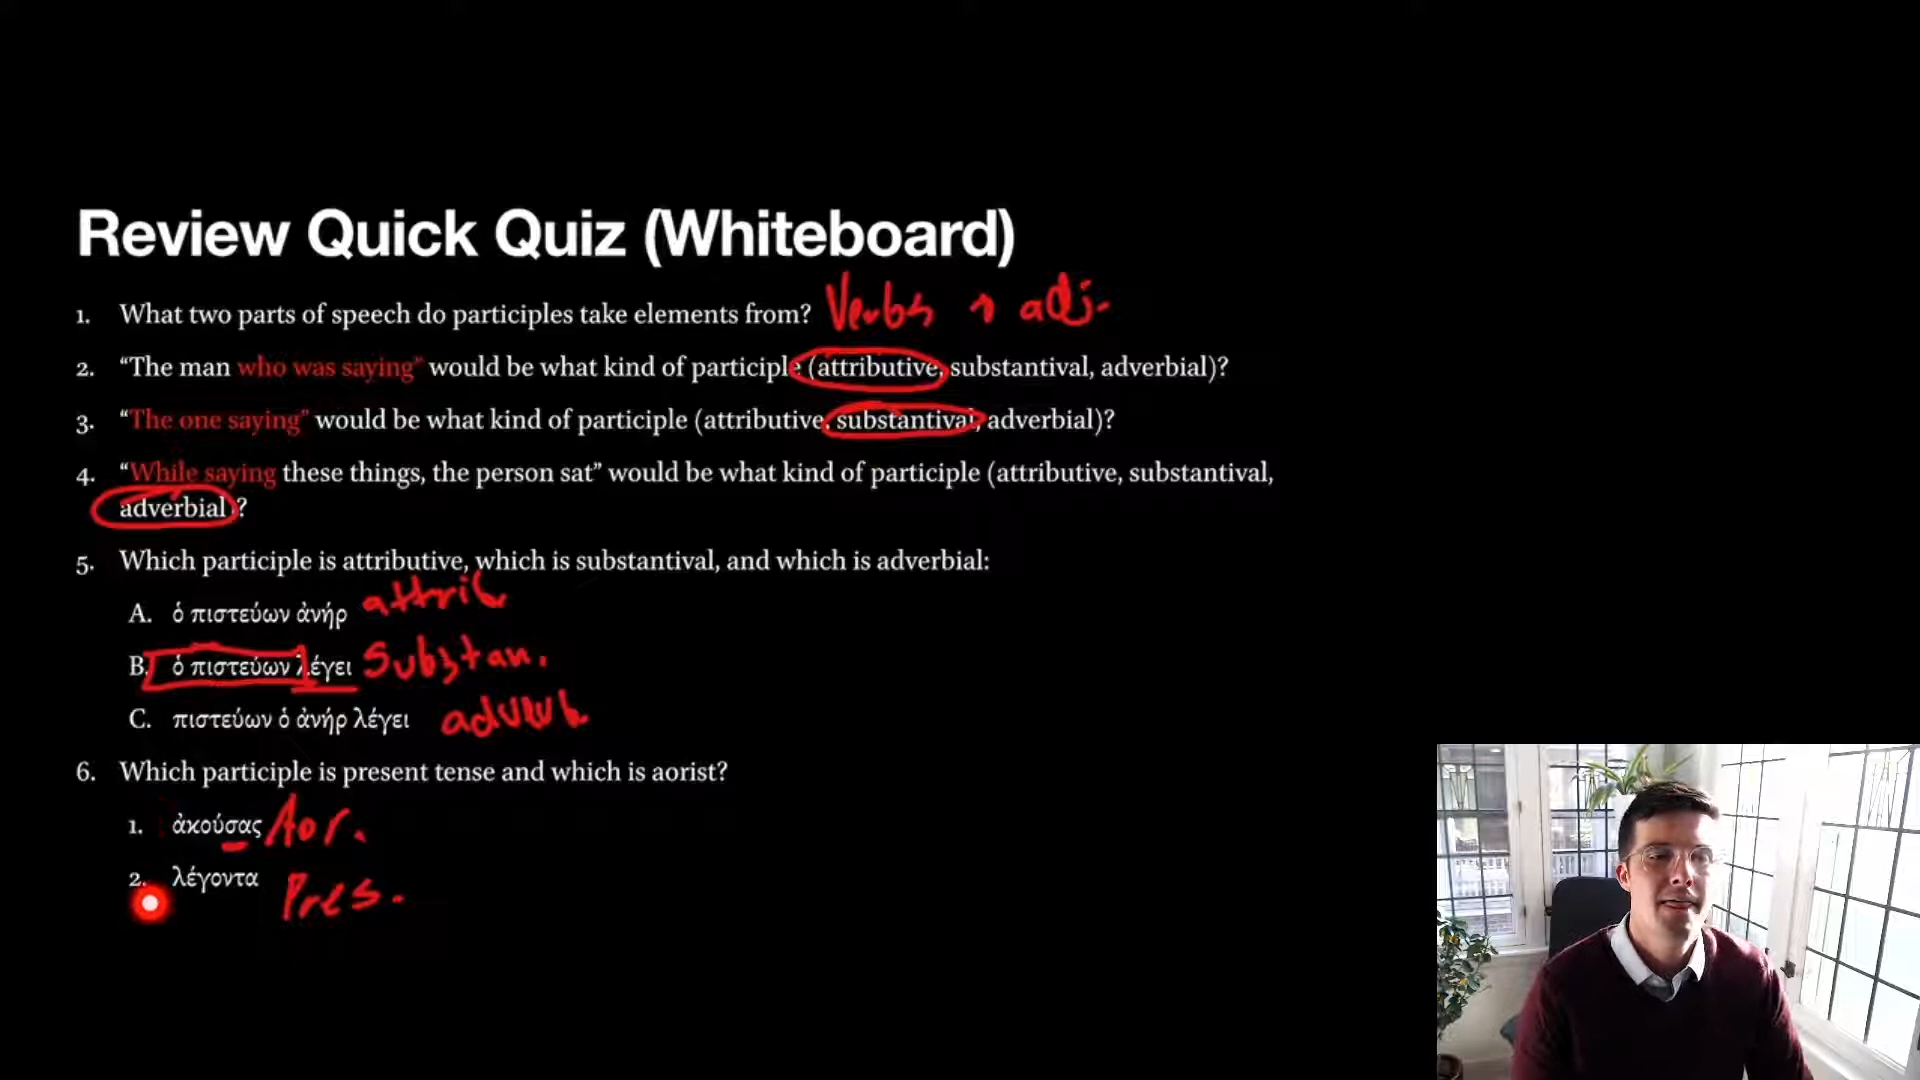 Review Quick Quiz (Whiteboard)
1. What two parts of speech do participles take elements from? Verbs + adj.
2. “The man who was saying” would be what kind of participle (attributive, substantival, adverbial)?
3. “The one saying” would be what kind of participle (attributive, substantival, adverbial)?
4. “While saying these things, the person sat” would be what kind of participle (attributive, substantival,
adverbial)?
5. Which participle is attributive, which is substantival, and which is adverbial:
A. ὁ πιστεύων ἀνήρ attrib
B. ὁ πιστεύων λέγει Substan.
C. πιστεύων ὁ ἀνήρ λέγει adverb
6. Which participle is present tense and which is aorist?
1. ἀκούσας Aor.
2. λέγοντα Pres.